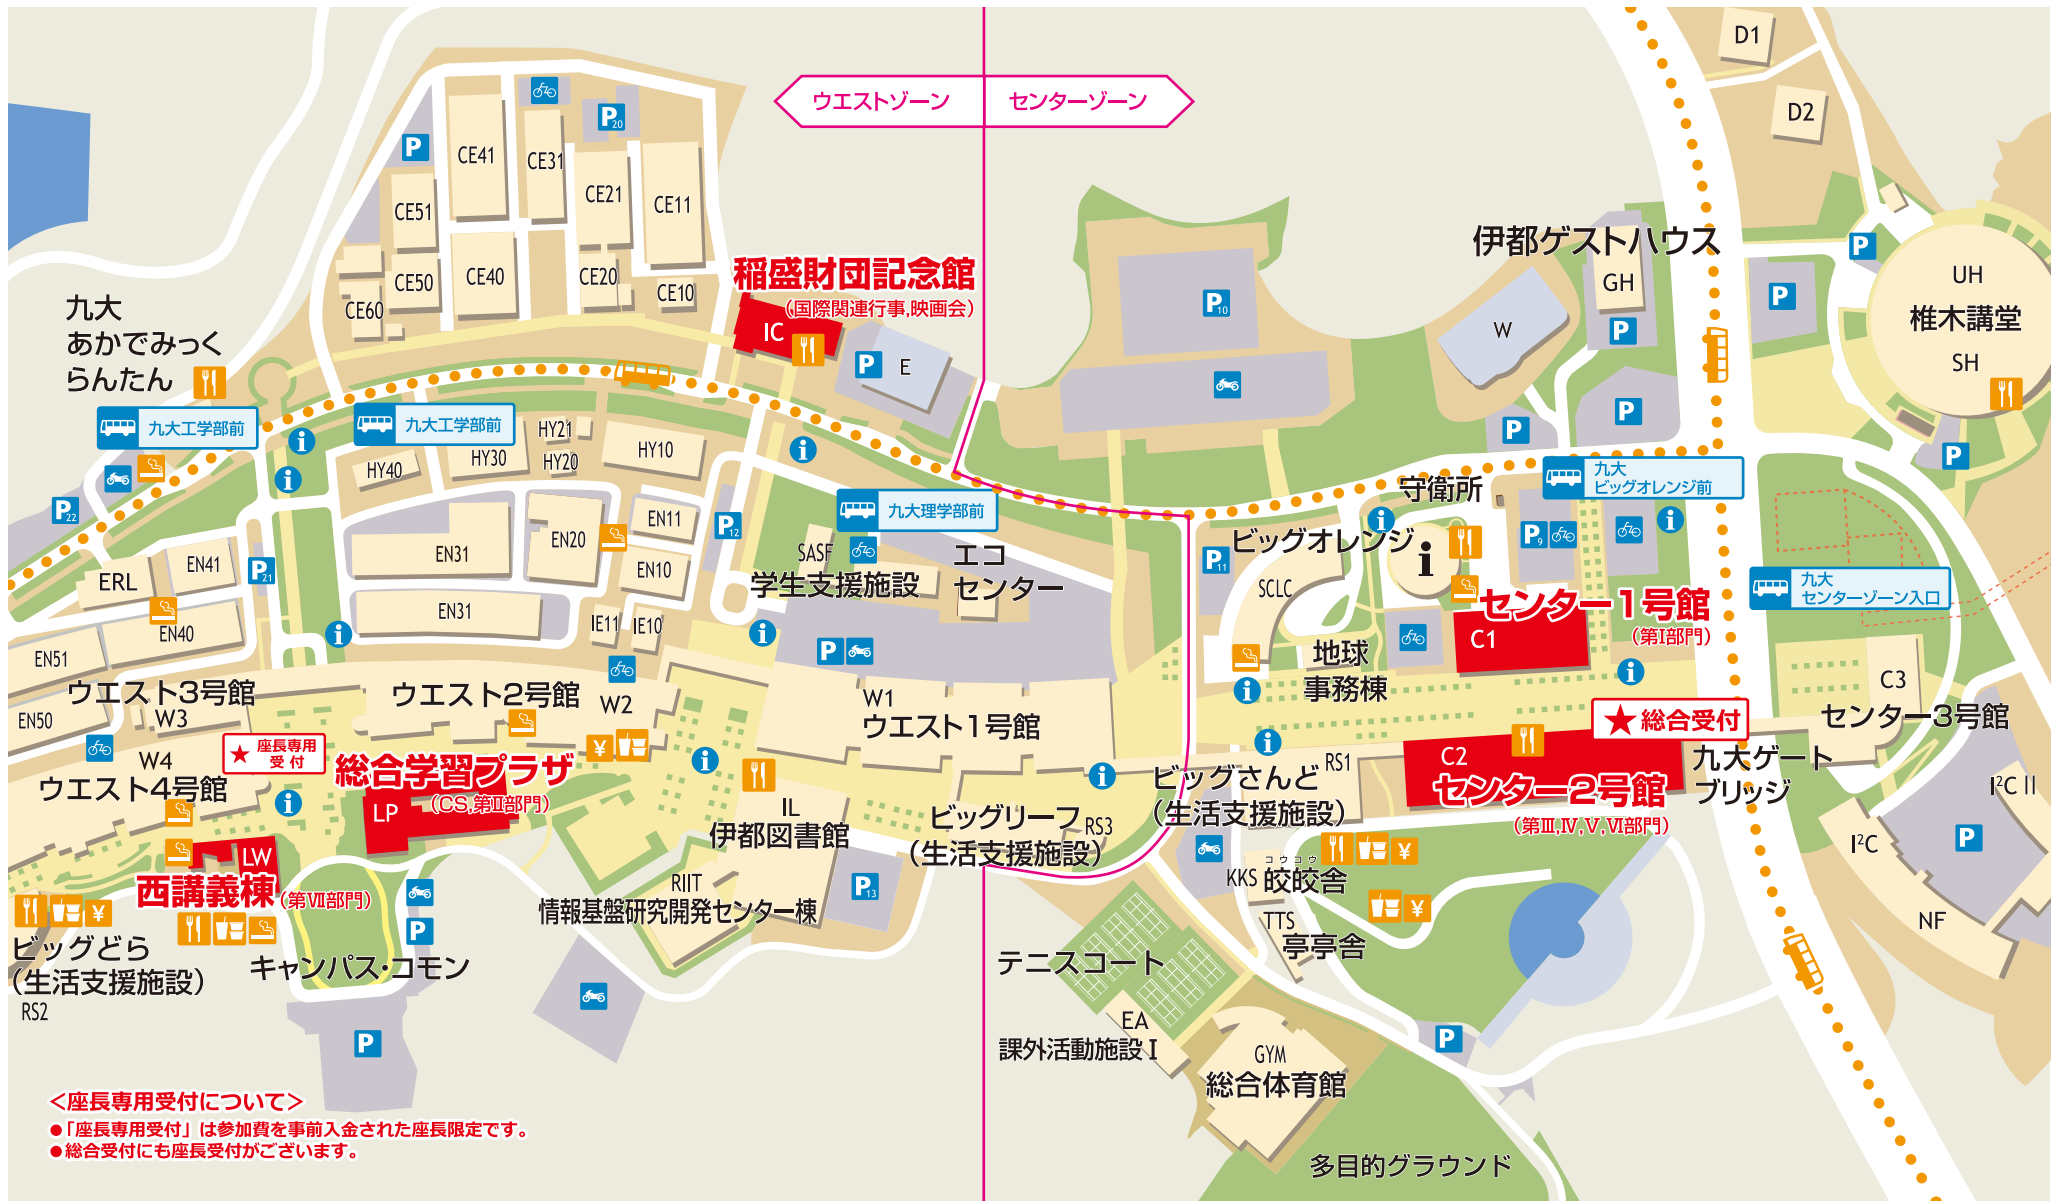 ウエストゾーン
センターゾーン
D1
D2
CE41
CE31
P20
P
CE21
CE11
CE51
CE50
CE40
CE20
CE10
CE60
稲盛財団記念館
(国際関連行事,映画会)
IC
P
E
P10
伊都ゲストハウス
GH
P
W
P
P
P
P
UH
椎木講堂
SH
P
九大
あかでみっく
らんたん
九大工学部前
九大工学部前
HY21
HY20
HY30
HY40
HY10
P22
P21
P12
EN31
EN20
EN11
EN10
EN31
IE11
IE10
ERL
EN41
EN40
EN51
EN50
九大理学部前
SASF
学生支援施設
エコ
センター
P
守衛所
九大
ビッグオレンジ前
P11
ビッグオレンジ
SCLC
P9
九大
センターゾーン入口
センター1号館
(第Ⅰ部門)
C1
地球
事務棟
C3
センター3号館
ウエスト3号館
W3
ウエスト2号館
W2
W1
ウエスト1号館
★総合受付
W4
ウエスト4号館
★座長専用
受付
総合学習プラザ
(CS,第Ⅱ部門)
LP
¥
IL
伊都図書館
ビッグリーフ
(生活支援施設)
RS3
ビッグさんど
(生活支援施設)
RS1
C2
センター2号館
(第Ⅲ,Ⅳ,Ⅴ,Ⅵ部門)
九大ゲート
ブリッジ
I²C II
I²C
P
NF
LW
西講義棟(第Ⅶ部門)
¥
ビッグどら
(生活支援施設)
RS2
キャンパス・コモン
P
P
RIIT
情報基盤研究開発センター棟
P13
コウコウ
KKS 皎皎舎
¥
¥
TTS
亭亭舎
テニスコート
EA
課外活動施設Ⅰ
GYM
総合体育館
P
多目的グラウンド
<座長専用受付について>
●「座長専用受付」は参加費を事前入金された座長限定です。
●総合受付にも座長受付がございます。